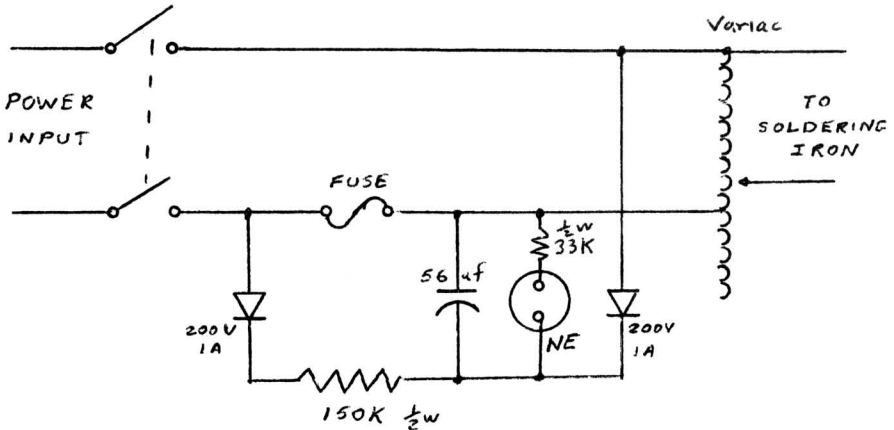 Variac
POWER
INPUT
TO
SOLDERING
IRON
FUSE
½w
33K
56 uf
NE
200V
1A
200V
1A
150K ½w